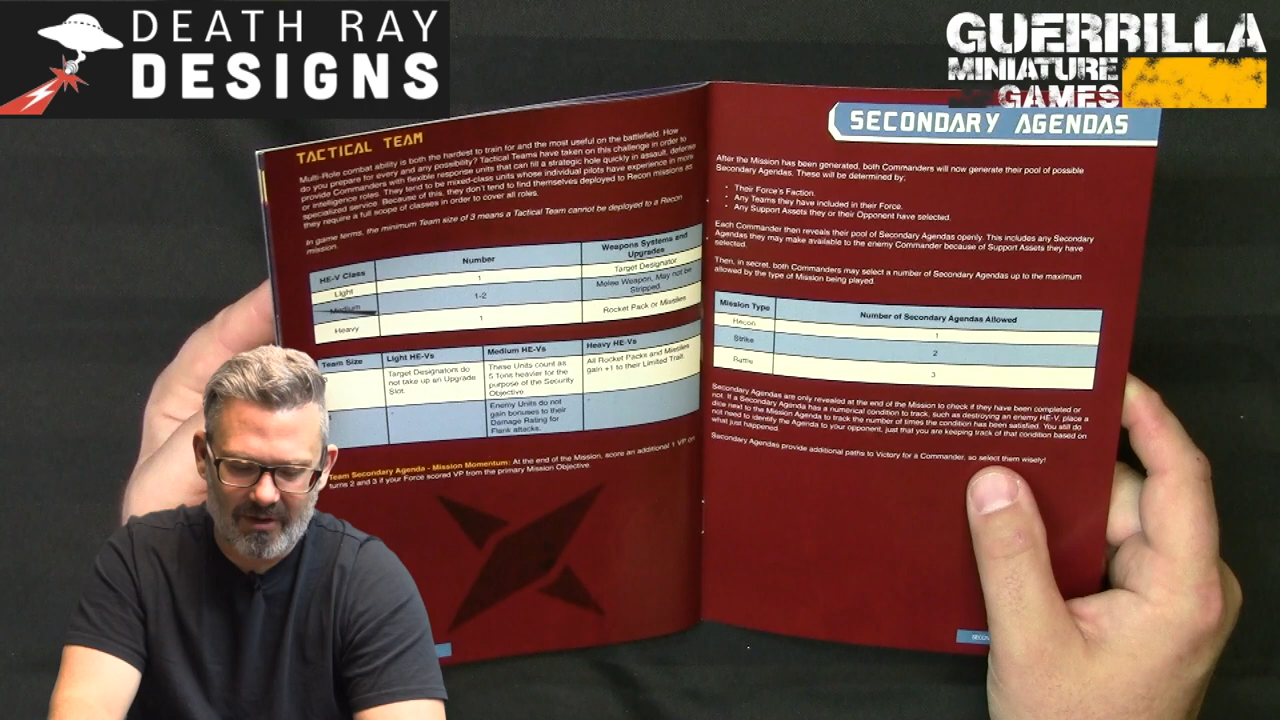 DEATH RAY
DESIGNS
GUERRILLA
MINIATURE
GAMES
TACTICAL TEAM
Multi-Role combat ability is both the hardest to train for and the most useful on the battlefield. How
do you prepare for every and any possibility? Tactical Teams have taken on this challenge in order to
provide Commanders with flexible response units that can fill a strategic hole quickly in assault, defense
or intelligence roles. They tend to be mixed-class units whose individual pilots have experience in more
specialized service. Because of this, they don't tend to find themselves deployed to Recon missions as
they require a full scope of classes in order to cover all roles.
In game terms, the minimum Team size of 3 means a Tactical Team cannot be deployed to a Recon
mission.
HE-V Class Number Weapons Systems and
Upgrades
Light 1 Target Designator
Medium 1-2 Melee Weapon, May not be
Stripped.
Heavy 1 Rocket Pack or Missiles
Team Size Light HE-Vs Medium HE-Vs Heavy HE-Vs
Target Designators do
not take up an Upgrade
Slot.
These Units count as
5 Tons heavier for the
purpose of the Security
Objective
All Rocket Packs and Missiles
gain +1 to their Limited Trait.
- Enemy Units do not
gain bonuses to their
Damage Rating for
Flank attacks. -
Team Secondary Agenda - Mission Momentum: At the end of the Mission, score an additional 1 VP on
turns 2 and 3 if your Force scored VP from the primary Mission Objective.
SECONDARY AGENDAS
After the Mission has been generated, both Commanders will now generate their pool of possible
Secondary Agendas. These will be determined by;
• Their Force's Faction.
• Any Teams they have included in their Force.
• Any Support Assets they or their Opponent have selected.
Each Commander then reveals their pool of Secondary Agendas openly. This includes any Secondary
Agendas they may make available to the enemy Commander because of Support Assets they have
selected.
Then, in secret, both Commanders may select a number of Secondary Agendas up to the maximum
allowed by the type of Mission being played.
Mission Type Number of Secondary Agendas Allowed
Recon 1
Strike 2
Battle 3
Secondary Agendas are only revealed at the end of the Mission to check if they have been completed or
not. If a Secondary Agenda has a numerical condition to track, such as destroying an enemy HE-V, place a
dice next to the Mission Agenda to track the number of times the condition has been satisfied. You still do
not need to identify the Agenda to your opponent, just that you are keeping track of that condition based on
what just happened.
Secondary Agendas provide additional paths to Victory for a Commander, so select them wisely!